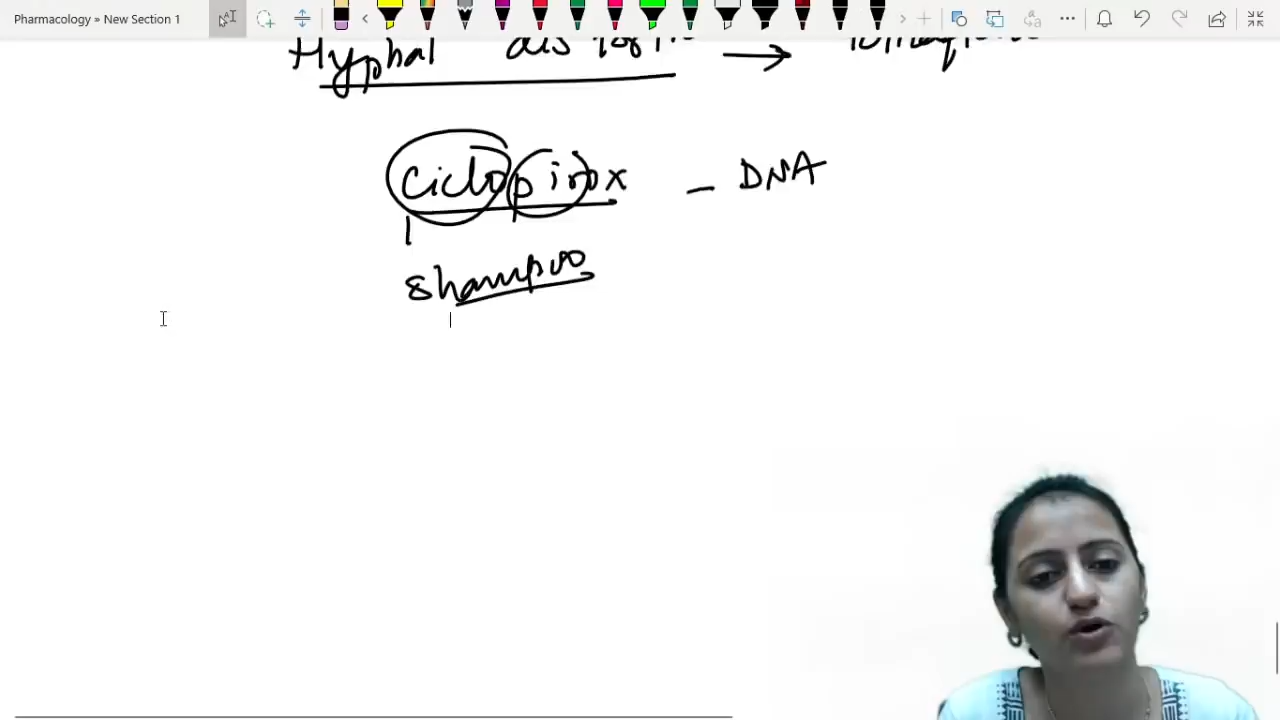 Pharmacology » New Section 1
Hyphal →
Ciclopirox – DNA
Shampoo